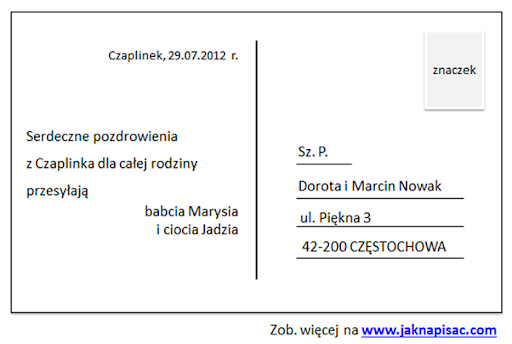 Czaplinek, 29.07.2012 r.
Serdeczne pozdrowienia
z Czaplinka dla całej rodziny
przesyłają
babcia Marysia
i ciocia Jadzia
znaczek
Sz. P.
Dorota i Marcin Nowak
ul. Piękna 3
42-200 CZĘSTOCHOWA
Zob. więcej na www.jaknapisac.com